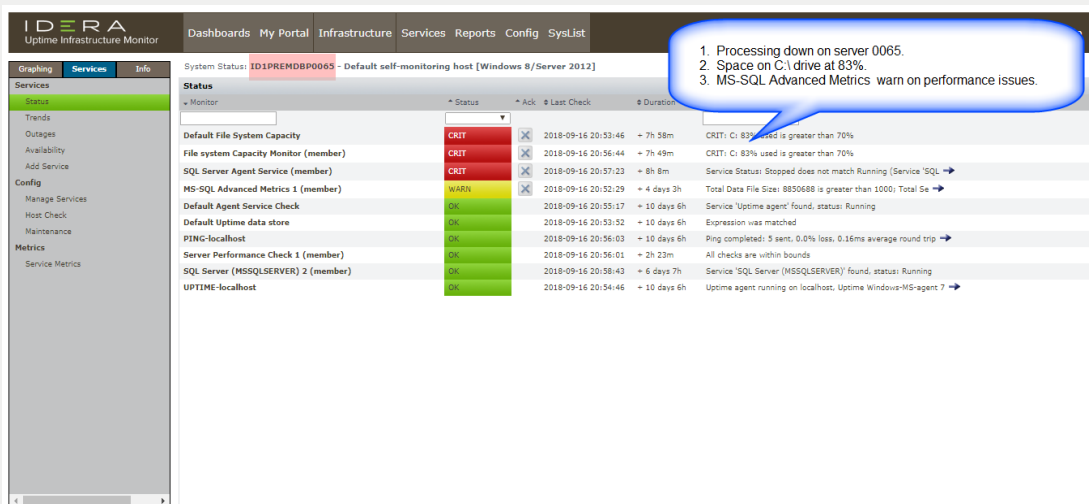 IDERA
Uptime Infrastructure Monitor
Dashboards My Portal Infrastructure Services Reports Config SysList
1. Processing down on server 0065.
2. Space on C:\ drive at 83%.
3. MS-SQL Advanced Metrics warn on performance issues.
Graphing Services Info
System Status: ID1PREMDBP0065 - Default self-monitoring host [Windows 8/Server 2012]
Services
Status
Trends
Outages
Availability
Add Service
Config
Manage Services
Host Check
Maintenance
Metrics
Service Metrics
Status
Monitor Status Ack Last Check Duration
Default File System Capacity CRIT 2018-09-16 20:53:46 + 7h 58m CRIT: C: 83% used is greater than 70%
File system Capacity Monitor (member) CRIT 2018-09-16 20:56:44 + 7h 49m CRIT: C: 83% used is greater than 70%
SQL Server Agent Service (member) CRIT 2018-09-16 20:57:23 + 8h 8m Service Status: Stopped does not match Running (Service 'SQL
MS-SQL Advanced Metrics 1 (member) WARN 2018-09-16 20:52:29 + 4 days 3h Total Data File Size: 8850688 is greater than 1000; Total Se
Default Agent Service Check OK 2018-09-16 20:55:17 + 10 days 6h Service 'Uptime agent' found, status: Running
Default Uptime data store OK 2018-09-16 20:53:52 + 10 days 6h Expression was matched
PING-localhost OK 2018-09-16 20:56:03 + 10 days 6h Ping completed: 5 sent, 0.0% loss, 0.16ms average round trip
Server Performance Check 1 (member) OK 2018-09-16 20:56:01 + 2h 23m All checks are within bounds
SQL Server (MSSQLSERVER) 2 (member) OK 2018-09-16 20:58:43 + 6 days 7h Service 'SQL Server (MSSQLSERVER)' found, status: Running
UPTIME-localhost OK 2018-09-16 20:54:46 + 10 days 6h Uptime agent running on localhost, Uptime Windows-MS-agent 7